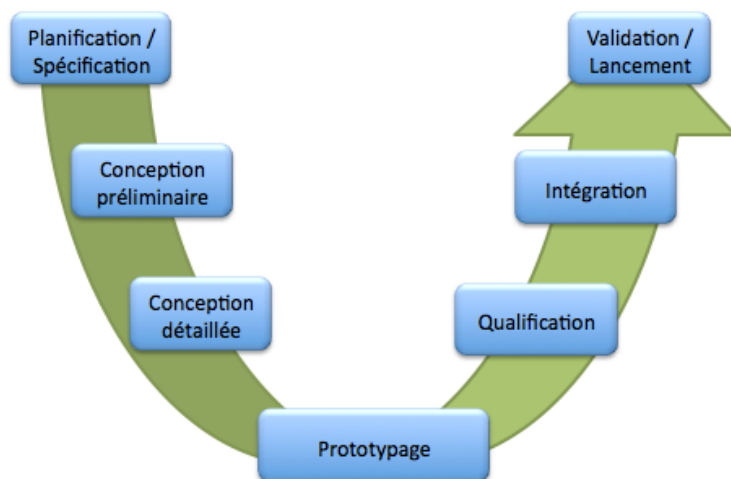 Planification /
Spécification
Conception
préliminaire
Conception
détaillée
Prototypage
Qualification
Intégration
Validation /
Lancement